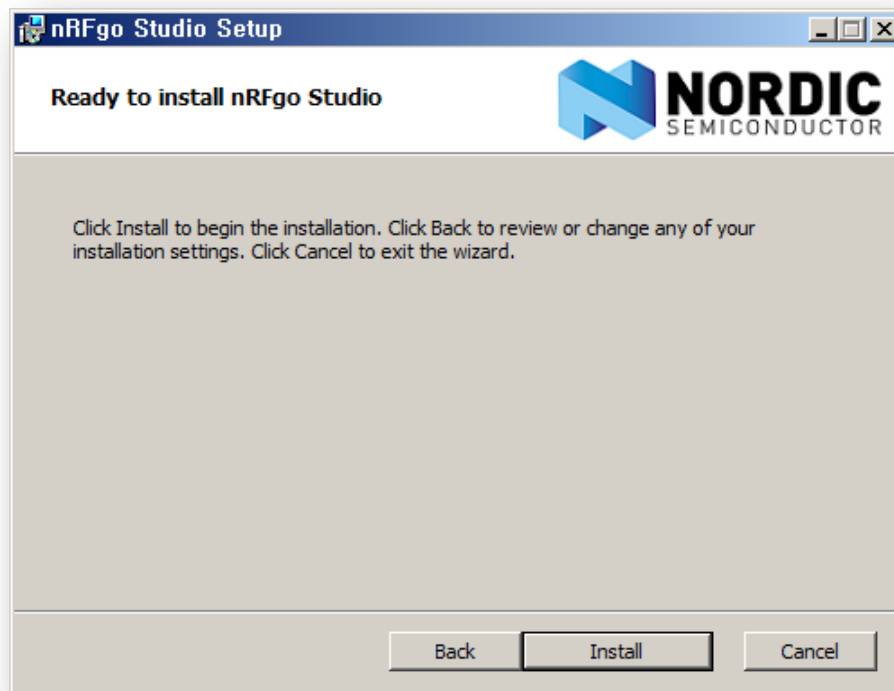 nRFgo Studio Setup
Ready to install nRFgo Studio
NORDIC
SEMICONDUCTOR
Click Install to begin the installation. Click Back to review or change any of your
installation settings. Click Cancel to exit the wizard.
Back
Install
Cancel